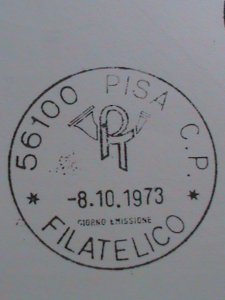 56100 PISA C.P.
-8.10.1973
GIORNO EMISSIONE
* FILATELICO *